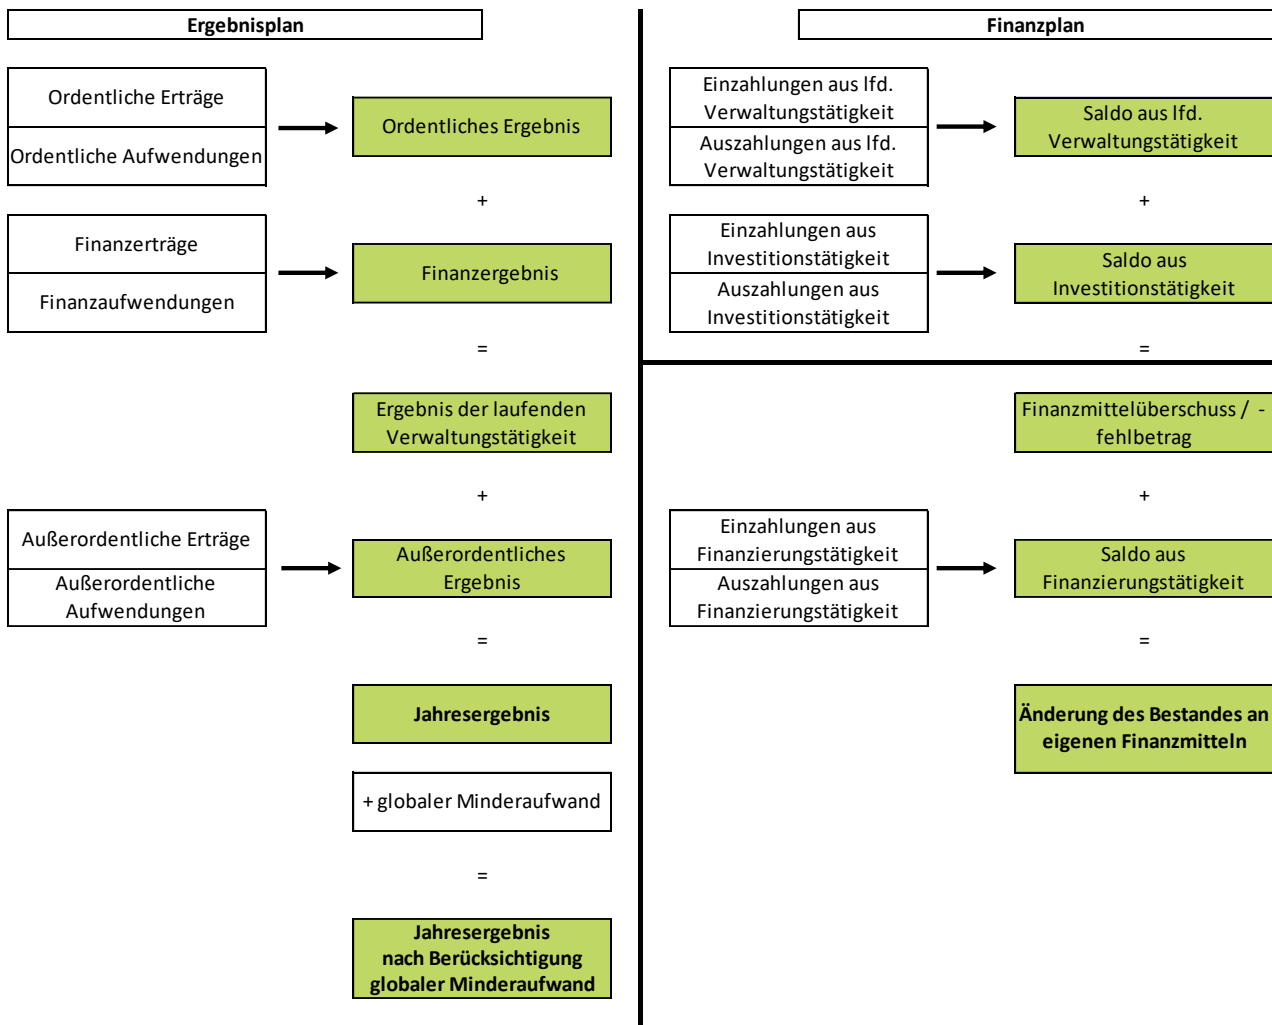 Ergebnisplan
Ordentliche Erträge
Ordentliche Aufwendungen
Ordentliches Ergebnis
+
Finanzerträge
Finanzaufwendungen
Finanzergebnis
=
Ergebnis der laufenden
Verwaltungstätigkeit
+
Außerordentliche Erträge
Außerordentliche
Aufwendungen
Außerordentliches
Ergebnis
=
Jahresergebnis
+ globaler Minderaufwand
=
Jahresergebnis
nach Berücksichtigung
globaler Minderaufwand
Finanzplan
Einzahlungen aus lfd.
Verwaltungstätigkeit
Auszahlungen aus lfd.
Verwaltungstätigkeit
Saldo aus lfd.
Verwaltungstätigkeit
+
Einzahlungen aus
Investitionstätigkeit
Auszahlungen aus
Investitionstätigkeit
Saldo aus
Investitionstätigkeit
=
Finanzmittelüberschuss / -
fehlbetrag
+
Einzahlungen aus
Finanzierungstätigkeit
Auszahlungen aus
Finanzierungstätigkeit
Saldo aus
Finanzierungstätigkeit
=
Änderung des Bestandes an
eigenen Finanzmitteln